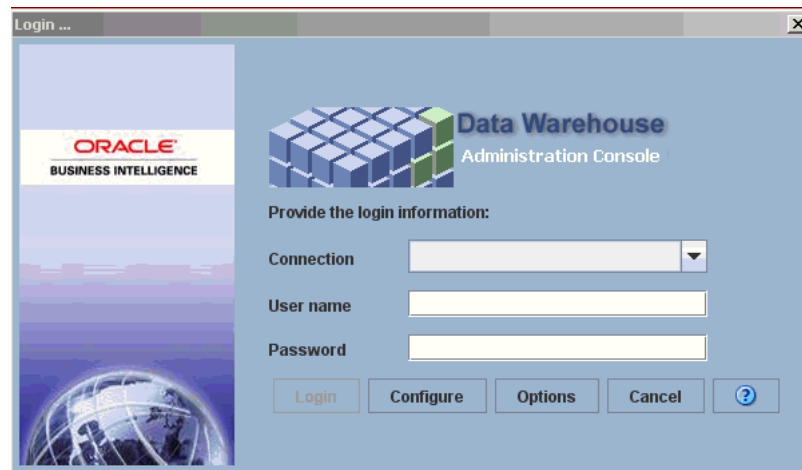 Login ...
ORACLE
BUSINESS INTELLIGENCE
Data Warehouse
Administration Console
Provide the login information:
Connection
User name
Password
Login Configure Options Cancel ?